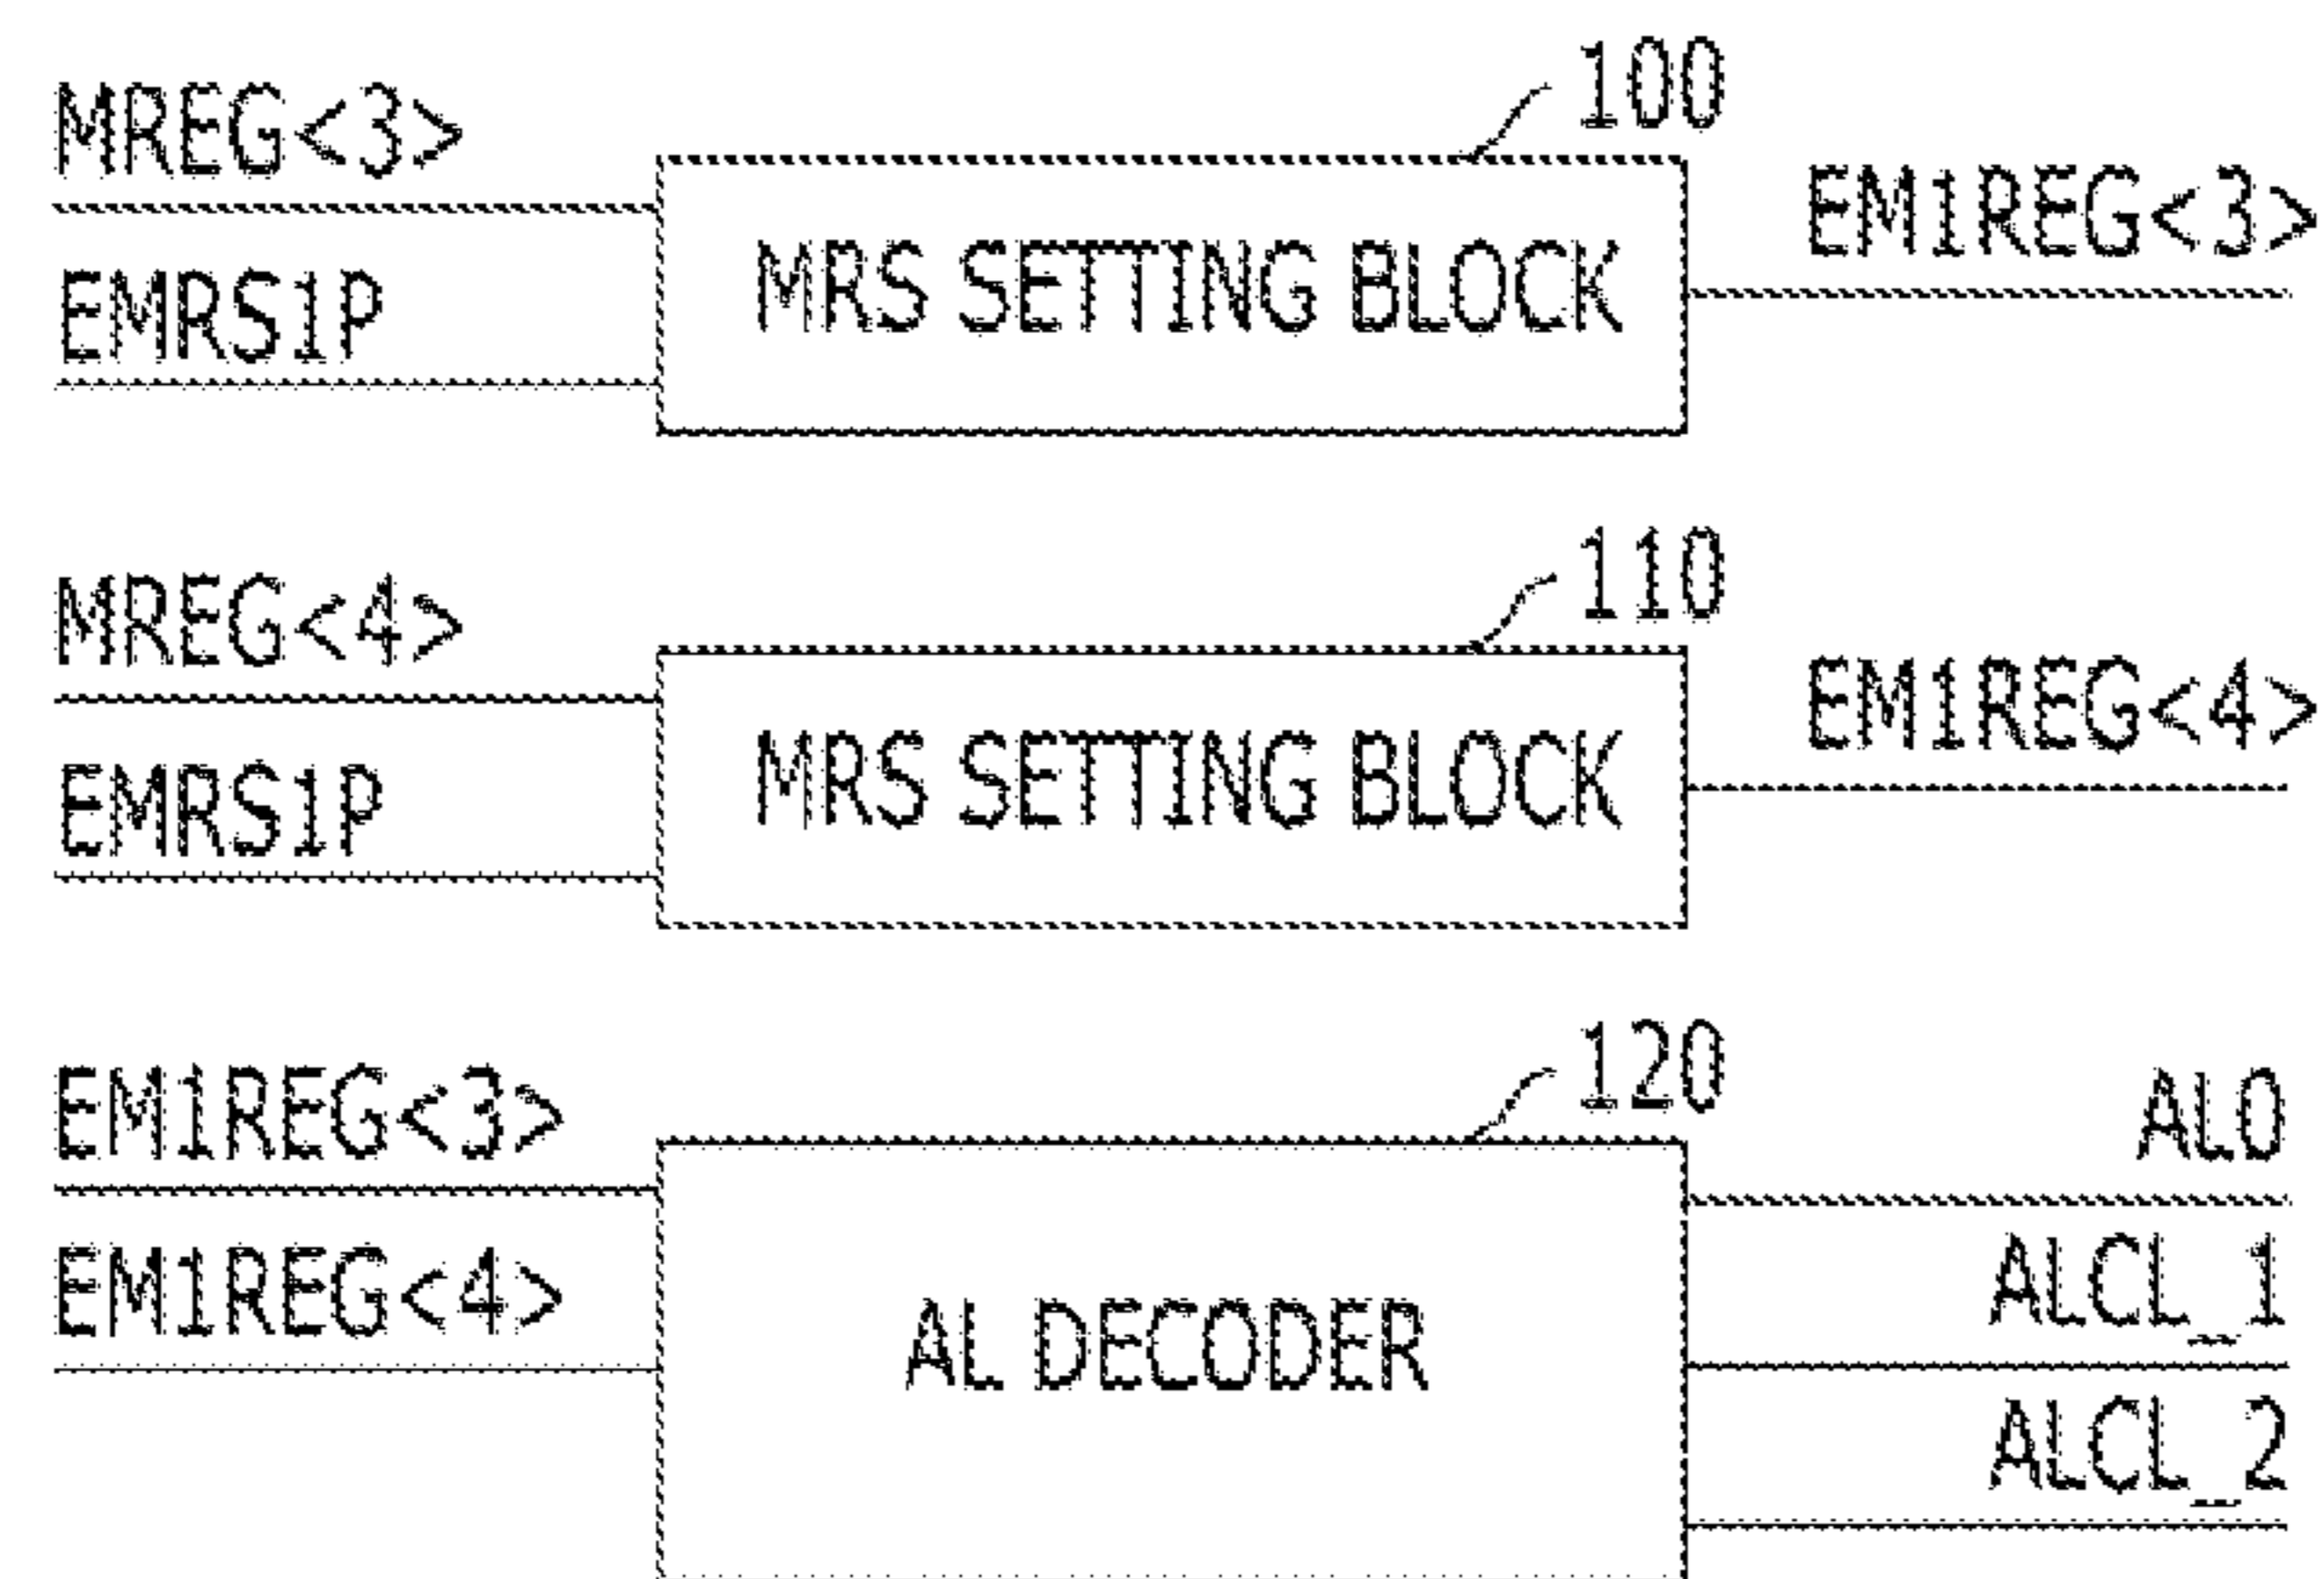 100
MREG<3>
EM1REG<3>
MRS SETTING BLOCK
EMRS1P
110
MREG<4>
EM1REG<4>
MRS SETTING BLOCK
EMRS1P
120
EM1REG<3>
AL0
EM1REG<4>
ALCL_1
AL DECODER
ALCL_2